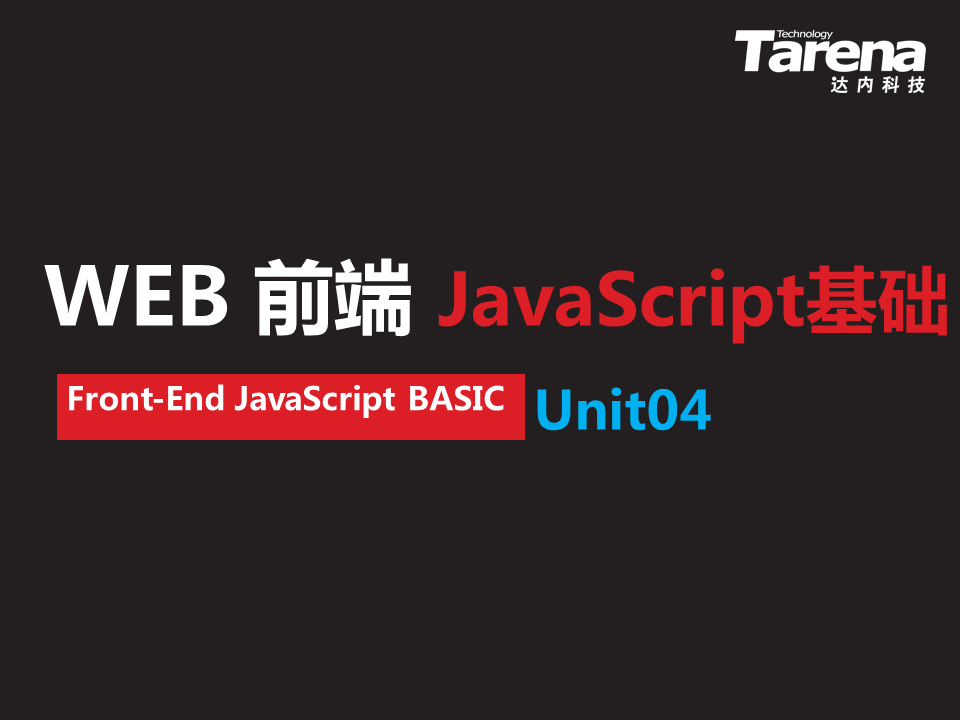 Technology
Tarena
达内科技
WEB 前端 JavaScript基础
Front-End JavaScript BASIC Unit04